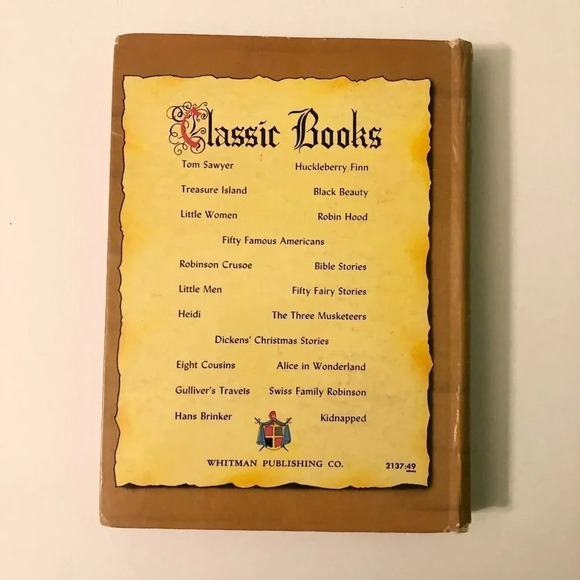 Classic Books
Tom Sawyer Huckleberry Finn
Treasure Island Black Beauty
Little Women Robin Hood
Fifty Famous Americans
Robinson Crusoe Bible Stories
Little Men Fifty Fairy Stories
Heidi The Three Musketeers
Dickens' Christmas Stories
Eight Cousins Alice in Wonderland
Gulliver's Travels Swiss Family Robinson
Hans Brinker Kidnapped
WHITMAN PUBLISHING CO. 2137:49